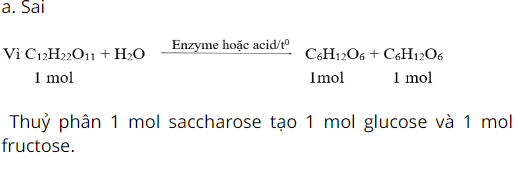 a. Sai
Enzyme hoặc acid/t⁰
Vì C₁₂H₂₂O₁₁ + H₂O C₆H₁₂O₆ + C₆H₁₂O₆
1 mol 1mol 1 mol
Thuỷ phân 1 mol saccharose tạo 1 mol glucose và 1 mol
fructose.